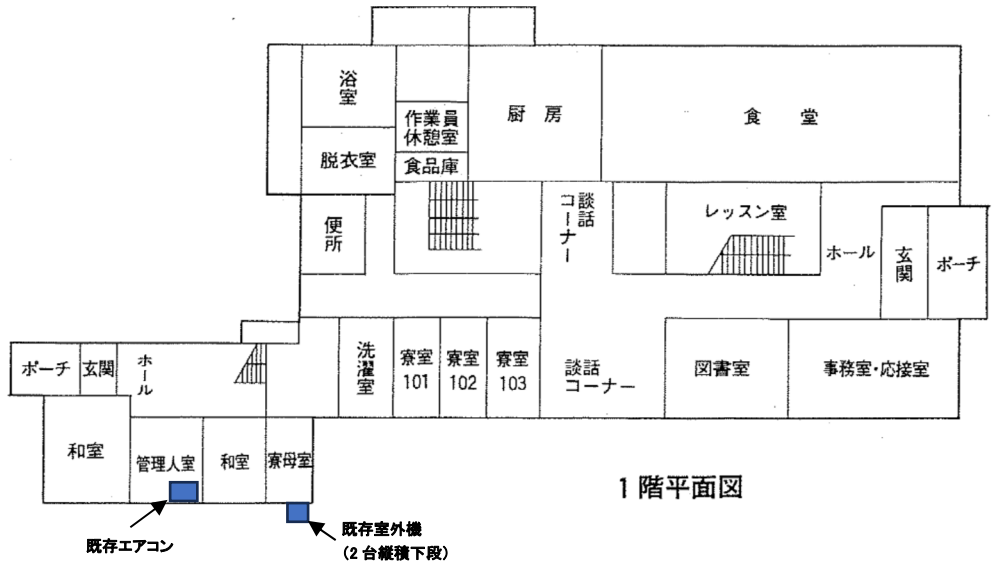 浴室
作業員
休憩室
厨 房
食 堂
脱衣室
食品庫
便所
談話
コーナー
レッスン室
ホール
玄関
ポーチ
ポーチ
玄関
ホール
洗濯室
寮室
101
寮室
102
寮室
103
談話
コーナー
図書室
事務室・応接室
和室
管理人室
和室
寮母室
1階平面図
既存エアコン
既存室外機
(2台縦積下段)